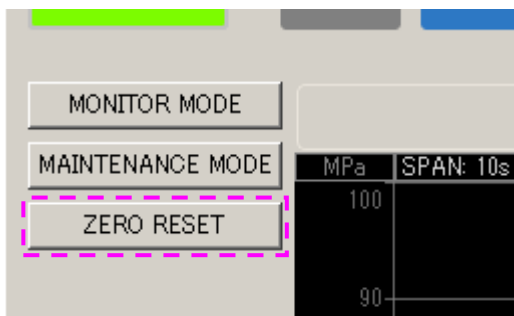 MONITOR MODE
MAINTENANCE MODE
MPa SPAN: 10s
100
ZERO RESET
90